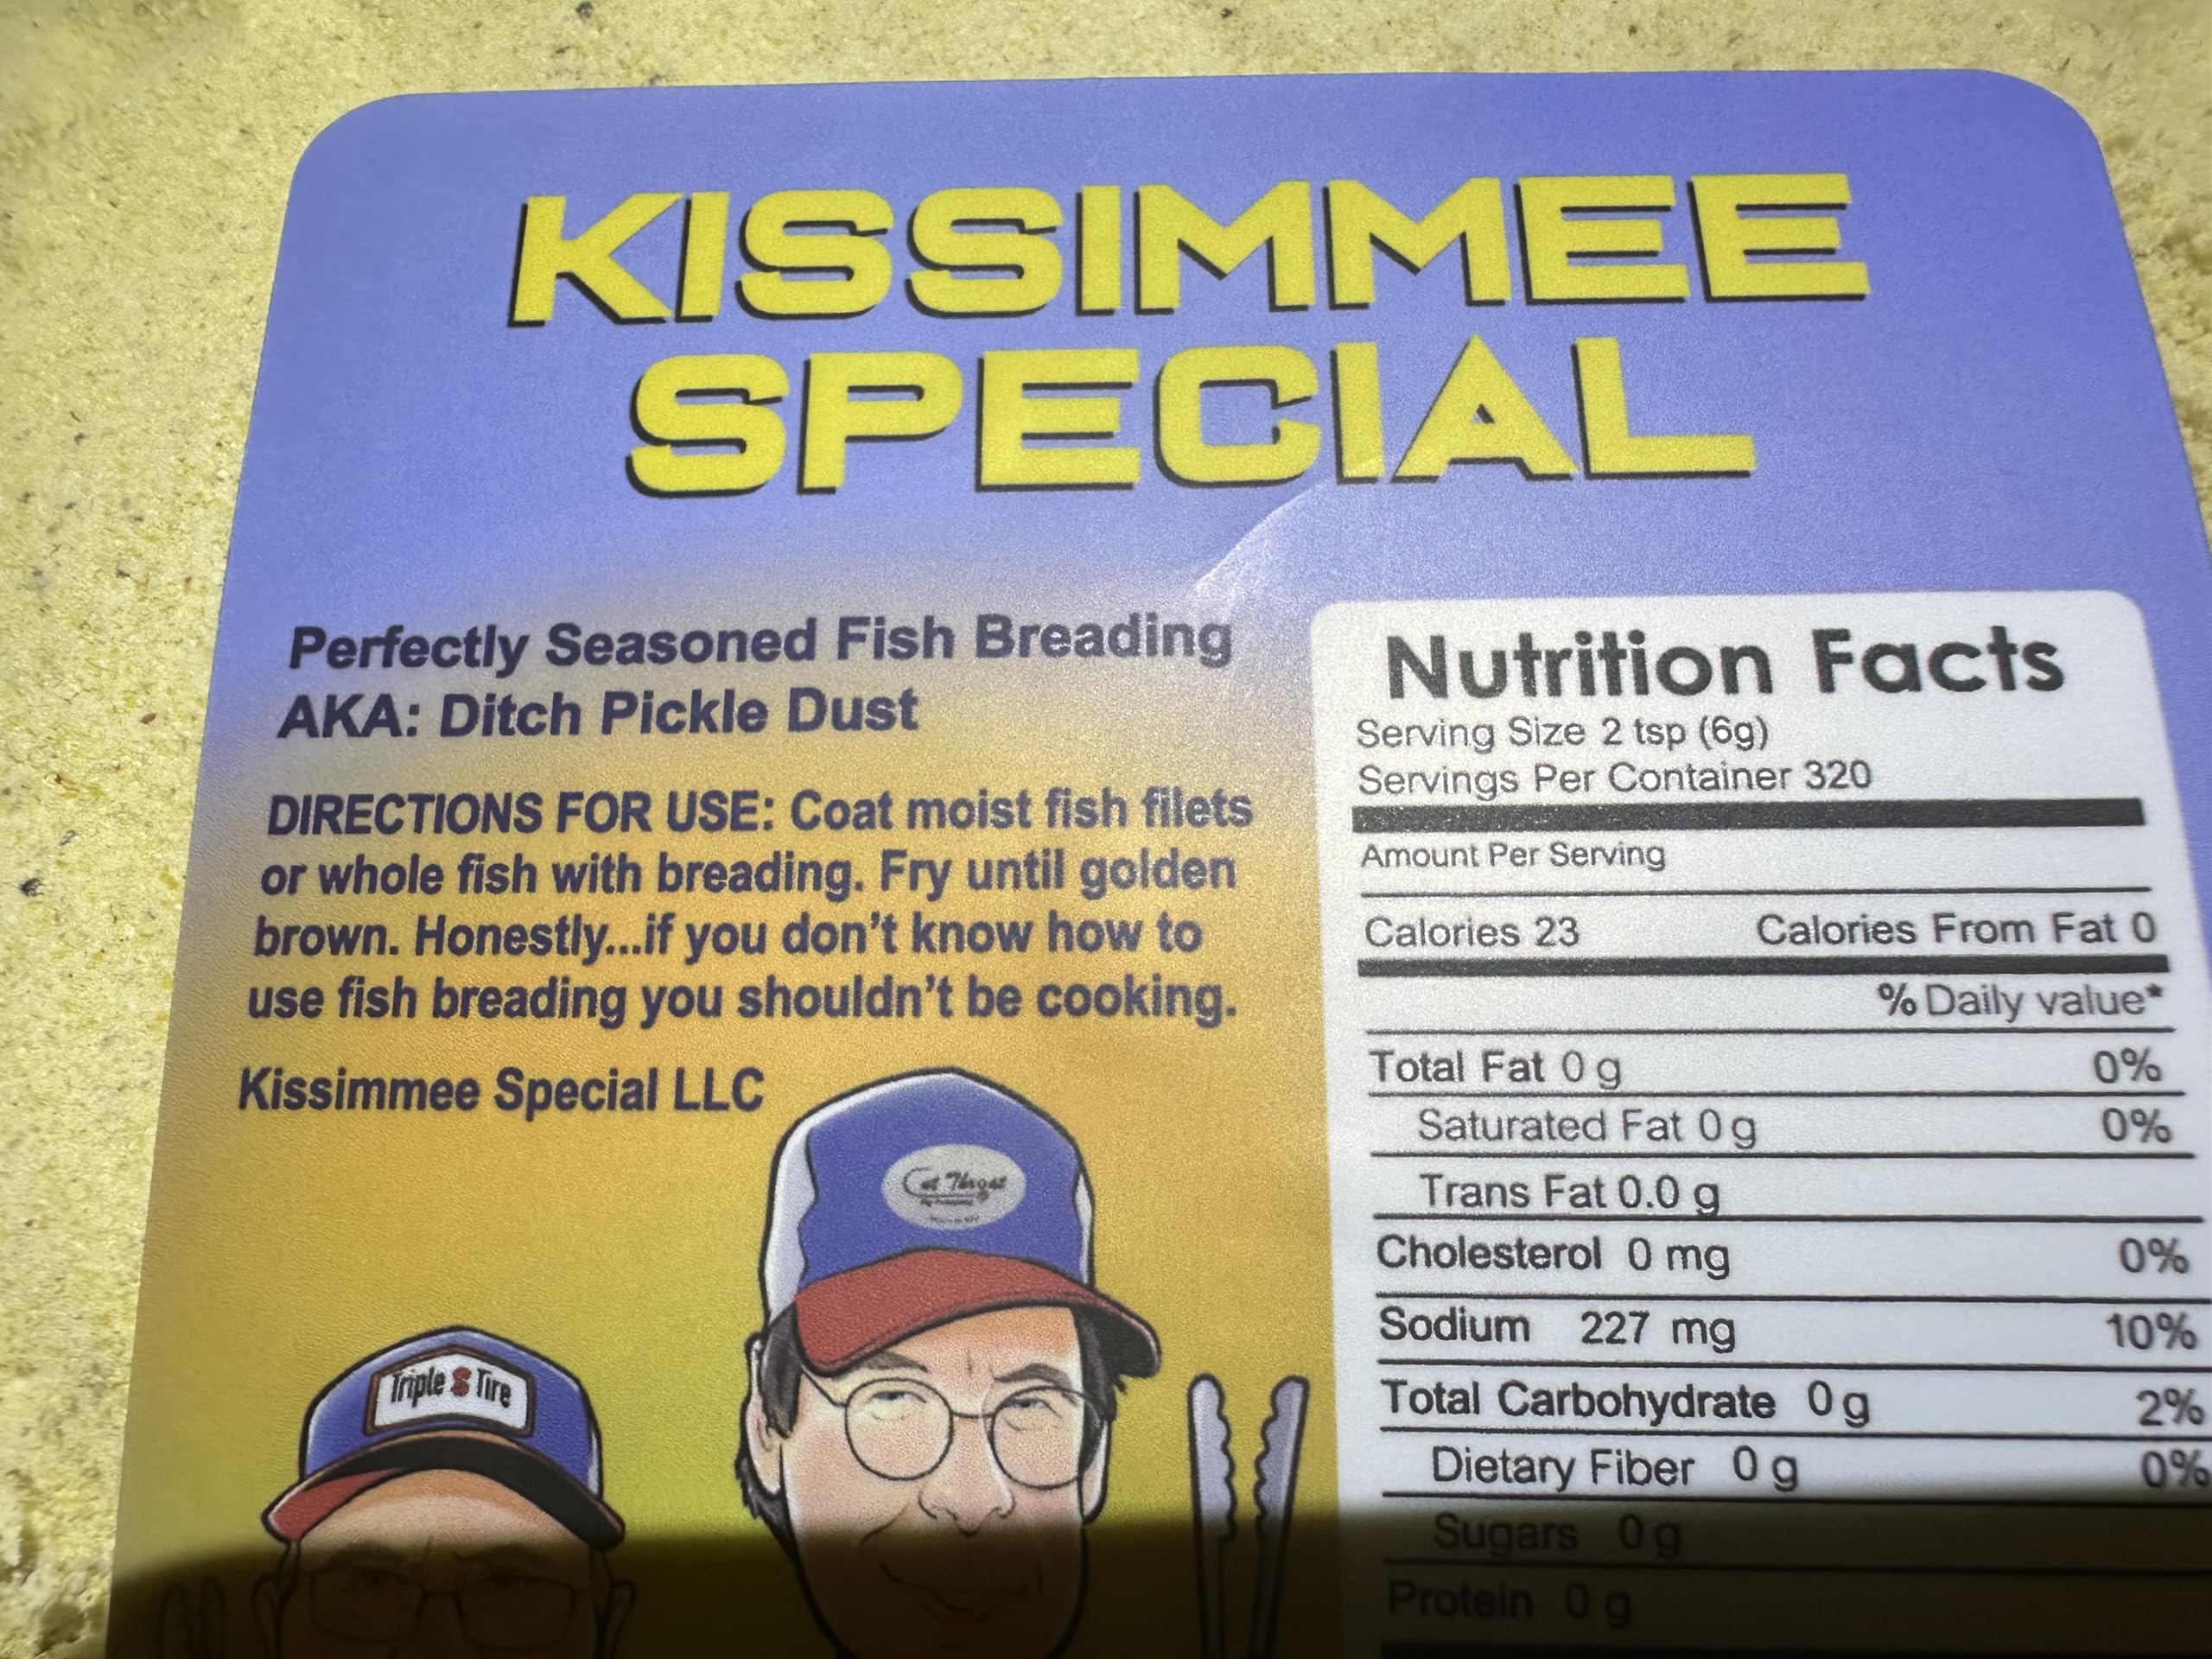 KISSIMMEE
SPECIAL
Perfectly Seasoned Fish Breading
AKA: Ditch Pickle Dust
DIRECTIONS FOR USE: Coat moist fish filets
or whole fish with breading. Fry until golden
brown. Honestly...if you don't know how to
use fish breading you shouldn't be cooking.
Kissimmee Special LLC
Cut Throat
Triple S Tire
Nutrition Facts
Serving Size 2 tsp (6g)
Servings Per Container 320
Amount Per Serving
Calories 23 Calories From Fat 0
% Daily value*
Total Fat 0 g 0%
Saturated Fat 0 g 0%
Trans Fat 0.0 g
Cholesterol 0 mg 0%
Sodium 227 mg 10%
Total Carbohydrate 0 g 2%
Dietary Fiber 0 g 0%
Sugars 0 g
Protein 0 g